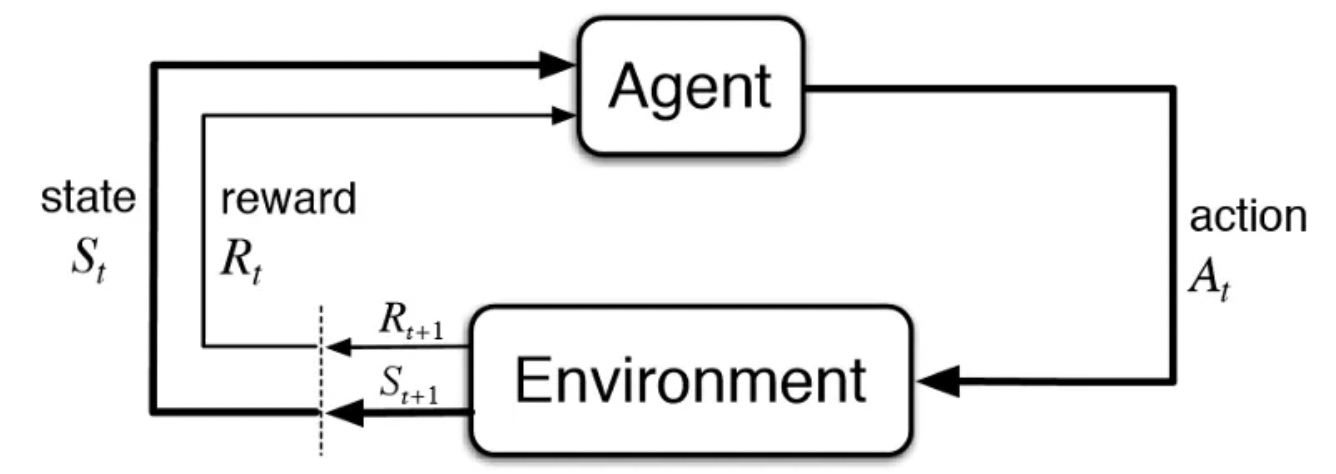 Agent
state
S_t
reward
R_t
action
A_t
R_{t+1}
S_{t+1}
Environment